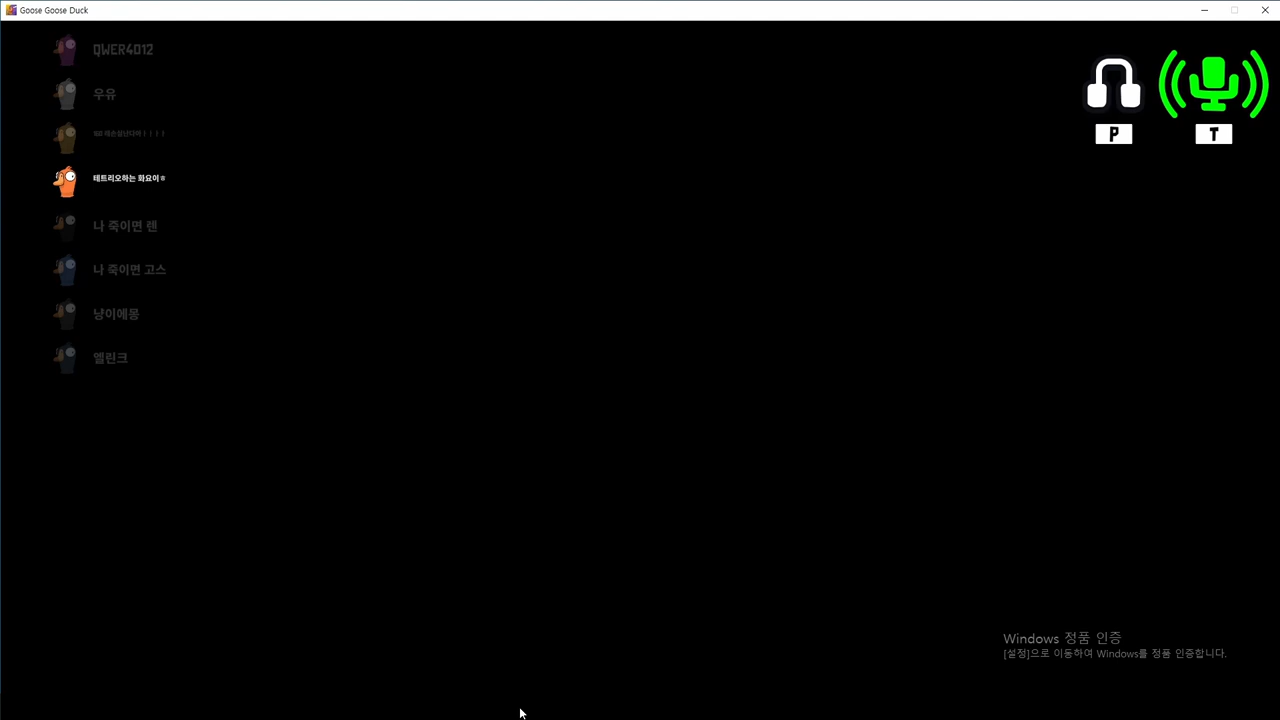 Goose Goose Duck
QWER4012
우유
테트리오하는 화요이ㅎ
나 죽이면 렌
나 죽이면 고스
냥이에몽
엘린크
P
T
Windows 정품 인증
[설정]으로 이동하여 Windows를 정품 인증합니다.